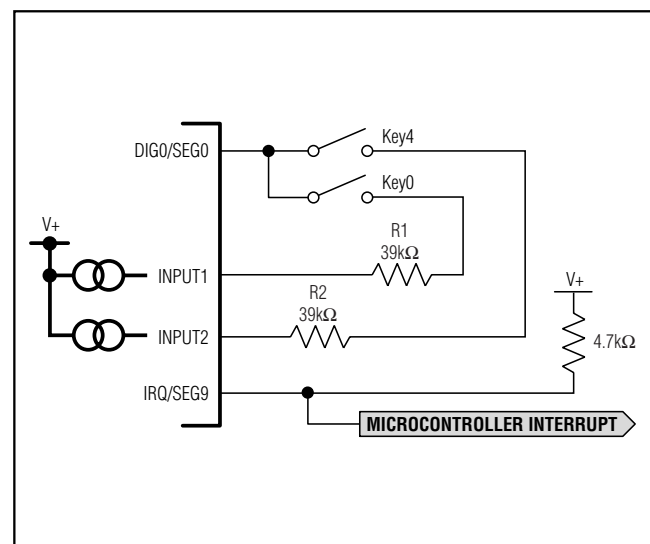 DIG0/SEG0
Key4
Key0
V+
R1
39kΩ
INPUT1
V+
R2
39kΩ
INPUT2
4.7kΩ
IRQ/SEG9
MICROCONTROLLER INTERRUPT